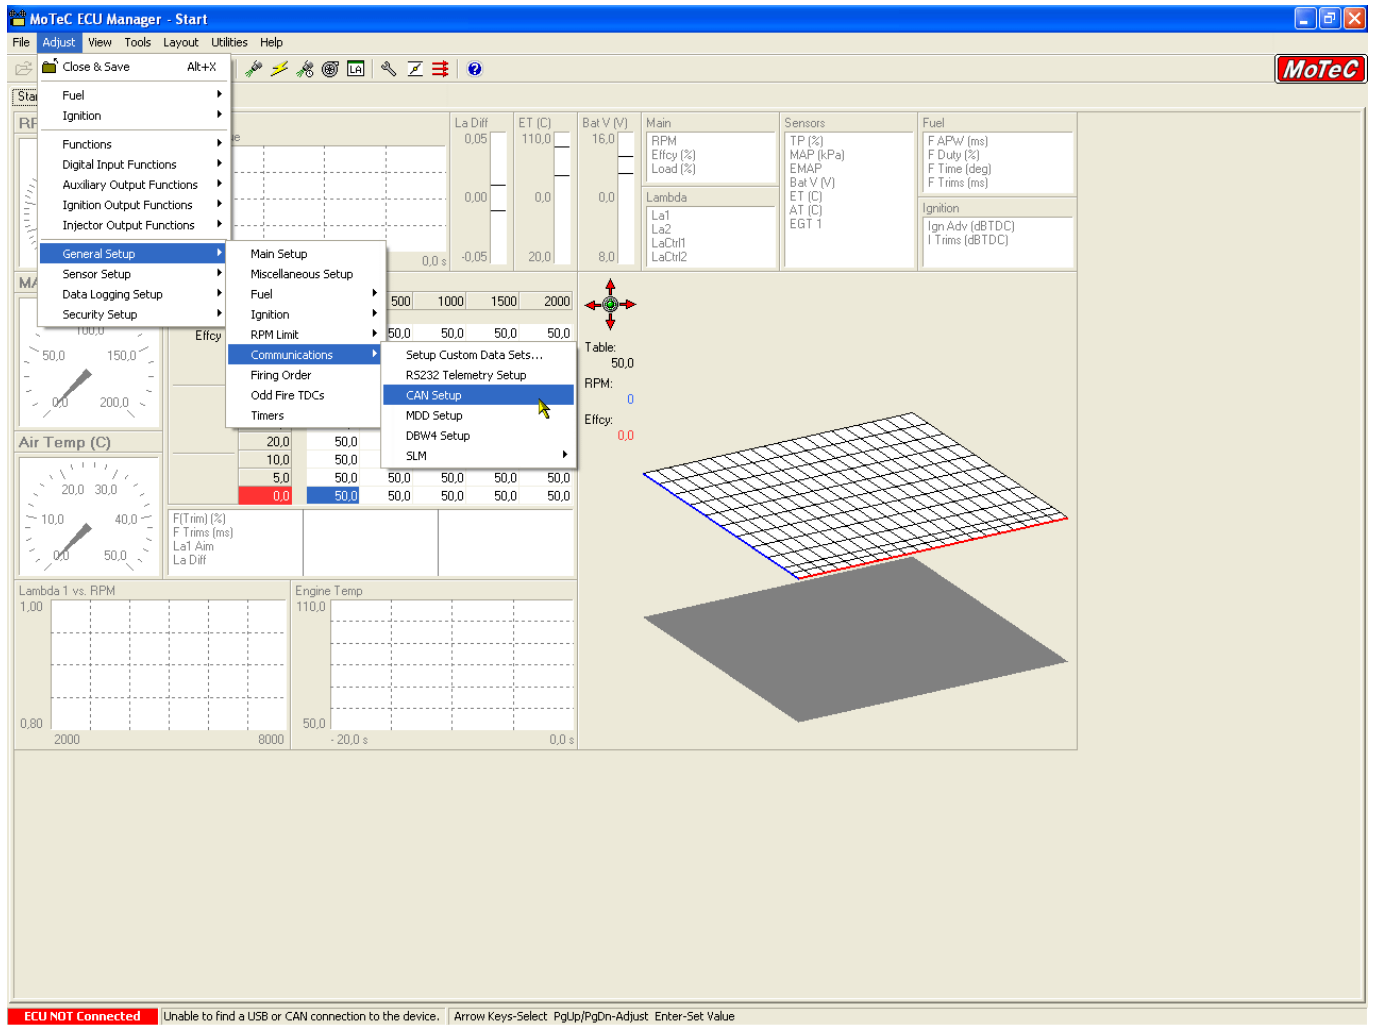 MoTeC ECU Manager - Start
File Adjust View Tools Layout Utilities Help
Close & Save Alt+X
MoTeC
Fuel
Ignition
Functions
Digital Input Functions
Auxiliary Output Functions
Ignition Output Functions
Injector Output Functions
General Setup
Sensor Setup
Data Logging Setup
Security Setup
Main Setup
Miscellaneous Setup
Fuel
Ignition
RPM Limit
Communications
Firing Order
Odd Fire TDCs
Timers
Setup Custom Data Sets...
RS232 Telemetry Setup
CAN Setup
MDD Setup
DBW4 Setup
SLM
0,0 s
La Diff
0,05
0,00
-0,05
ET (C)
110,0
0,0
20,0
Bat V (V)
16,0
0,0
8,0
Main
RPM
Effcy (%)
Load (%)
Lambda
La1
La2
LaCtrl1
LaCtrl2
Sensors
TP (%)
MAP (kPa)
EMAP
Bat V (V)
ET (C)
AT (C)
EGT 1
Fuel
F APW (ms)
F Duty (%)
F Time (deg)
F Trims (ms)
Ignition
Ign Adv (dBTDC)
I Trims (dBTDC)
100,0
50,0 150,0
0,0 200,0
500 1000 1500 2000
Effcy 50,0 50,0 50,0 50,0
20,0 50,0
10,0 50,0
5,0 50,0 50,0 50,0 50,0 50,0
0,0 50,0 50,0 50,0 50,0 50,0
Table:
50,0
RPM:
0
Effcy:
0,0
Air Temp (C)
20,0 30,0
10,0 40,0
0,0 50,0
F(Trim) (%)
F Trims (ms)
La1 Aim
La Diff
Lambda 1 vs. RPM
1,00
0,80
2000 8000
Engine Temp
110,0
50,0
- 20,0 s 0,0 s
ECU NOT Connected Unable to find a USB or CAN connection to the device. Arrow Keys-Select PgUp/PgDn-Adjust Enter-Set Value